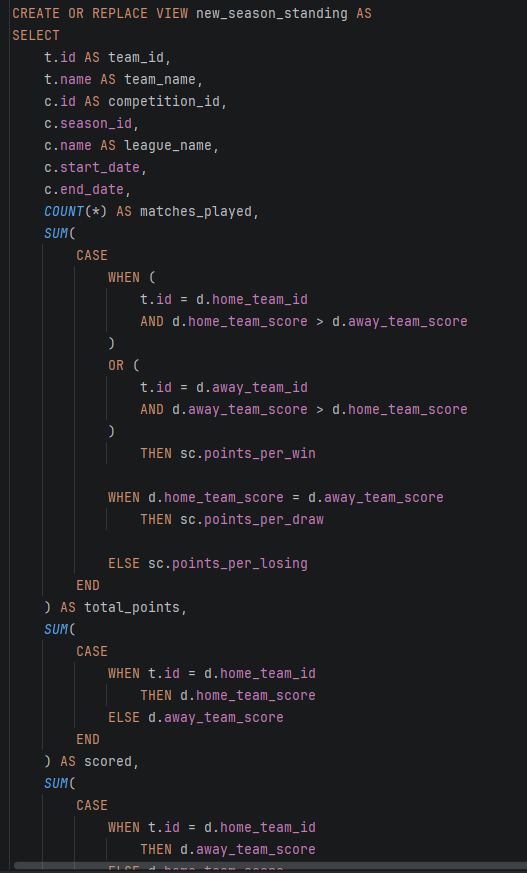 CREATE OR REPLACE VIEW new_season_standing AS
SELECT
    t.id AS team_id,
    t.name AS team_name,
    c.id AS competition_id,
    c.season_id,
    c.name AS league_name,
    c.start_date,
    c.end_date,
    COUNT(*) AS matches_played,
    SUM(
        CASE
            WHEN (
                t.id = d.home_team_id
                AND d.home_team_score > d.away_team_score
            )
            OR (
                t.id = d.away_team_id
                AND d.away_team_score > d.home_team_score
            )
                THEN sc.points_per_win

            WHEN d.home_team_score = d.away_team_score
                THEN sc.points_per_draw

            ELSE sc.points_per_losing
        END
    ) AS total_points,
    SUM(
        CASE
            WHEN t.id = d.home_team_id
                THEN d.home_team_score
            ELSE d.away_team_score
        END
    ) AS scored,
    SUM(
        CASE
            WHEN t.id = d.home_team_id
                THEN d.away_team_score
            ELSE d.home_team_score